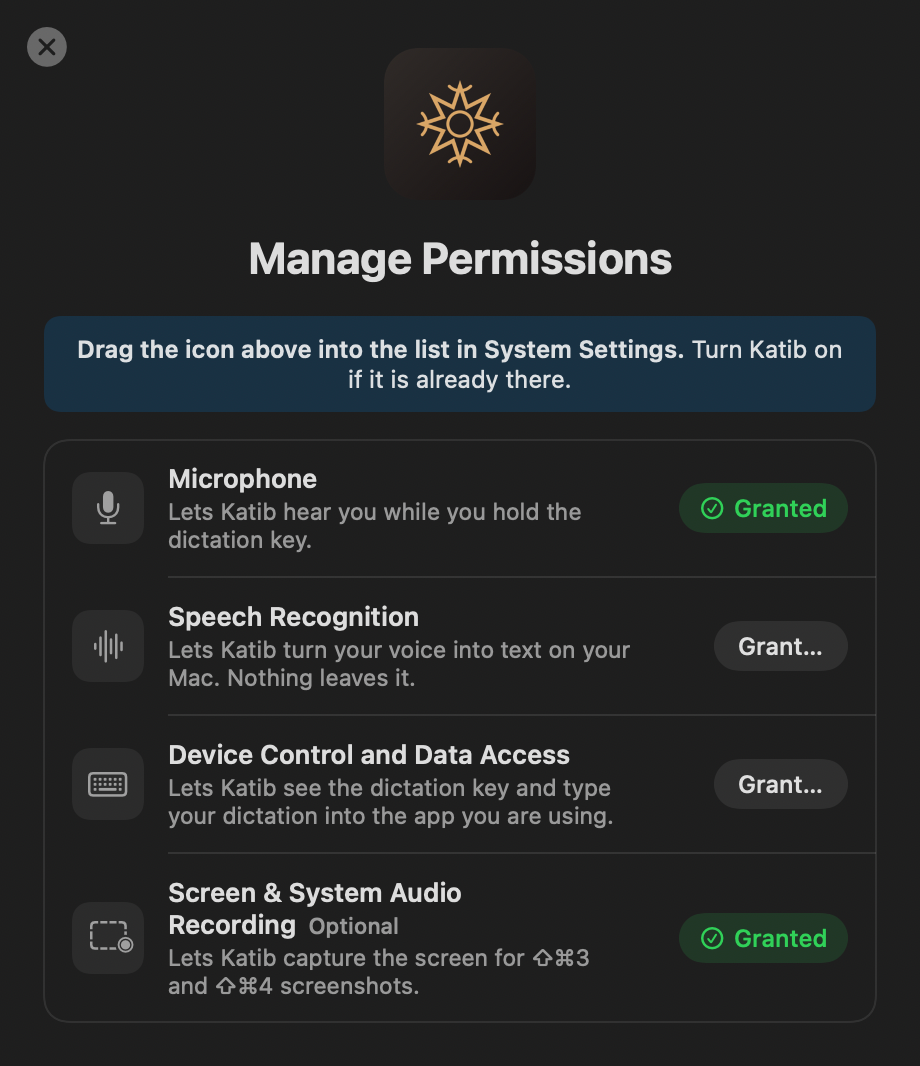 Manage Permissions
Drag the icon above into the list in System Settings. Turn Katib on
if it is already there.
Microphone
Lets Katib hear you while you hold the
dictation key.
Granted
Speech Recognition
Lets Katib turn your voice into text on your
Mac. Nothing leaves it.
Grant...
Device Control and Data Access
Lets Katib see the dictation key and type
your dictation into the app you are using.
Grant...
Screen & System Audio
Recording Optional
Lets Katib capture the screen for ⇧⌘3
and ⇧⌘4 screenshots.
Granted